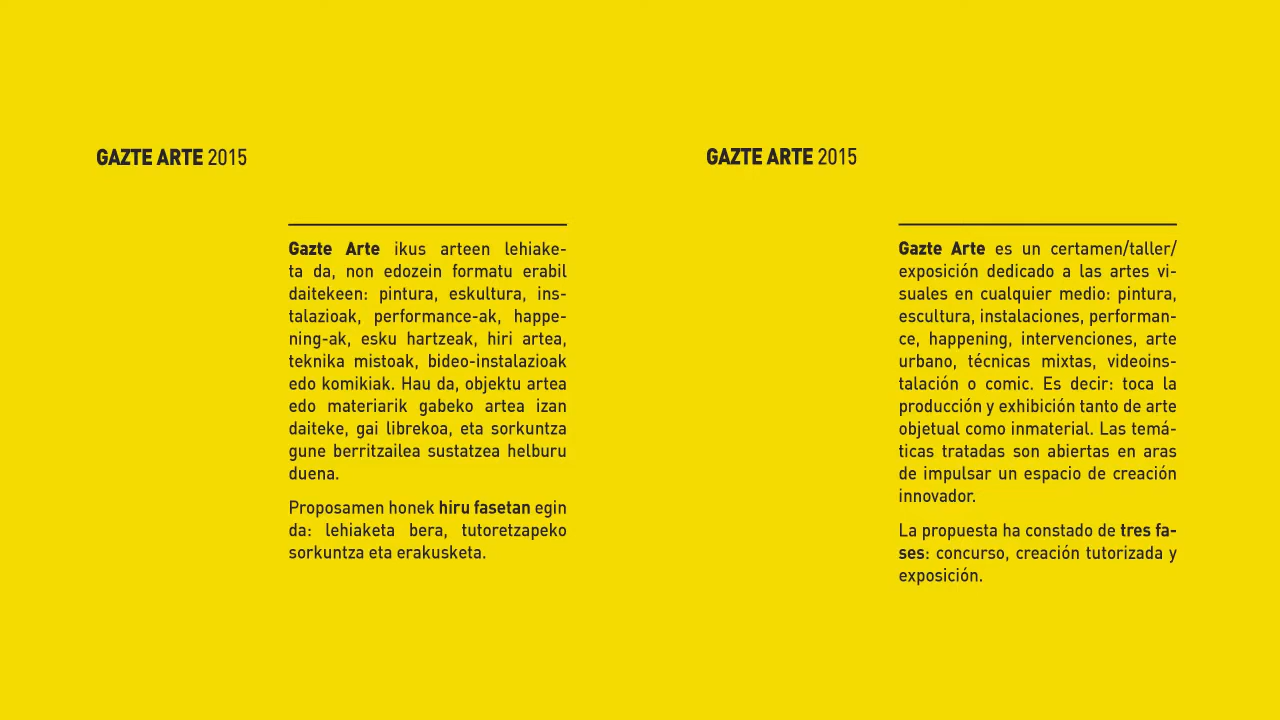 GAZTE ARTE 2015
Gazte Arte ikus arteen lehiake-
ta da, non edozein formatu erabil
daitekeen: pintura, eskultura, ins-
talazioak, performance-ak, happe-
ning-ak, esku hartzeak, hiri artea,
teknika mistoak, bideo-instalazioak
edo komikiak. Hau da, objektu artea
edo materiarik gabeko artea izan
daiteke, gai librekoa, eta sorkuntza
gune berritzailea sustatzea helburu
duena.
Proposamen honek hiru fasetan egin
da: lehiaketa bera, tutoretzapeko
sorkuntza eta erakusketa.
GAZTE ARTE 2015
Gazte Arte es un certamen/taller/
exposición dedicado a las artes vi-
suales en cualquier medio: pintura,
escultura, instalaciones, performan-
ce, happening, intervenciones, arte
urbano, técnicas mixtas, videoins-
talación o comic. Es decir: toca la
producción y exhibición tanto de arte
objetual como inmaterial. Las temá-
ticas tratadas son abiertas en aras
de impulsar un espacio de creación
innovador.
La propuesta ha constado de tres fa-
ses: concurso, creación tutorizada y
exposición.